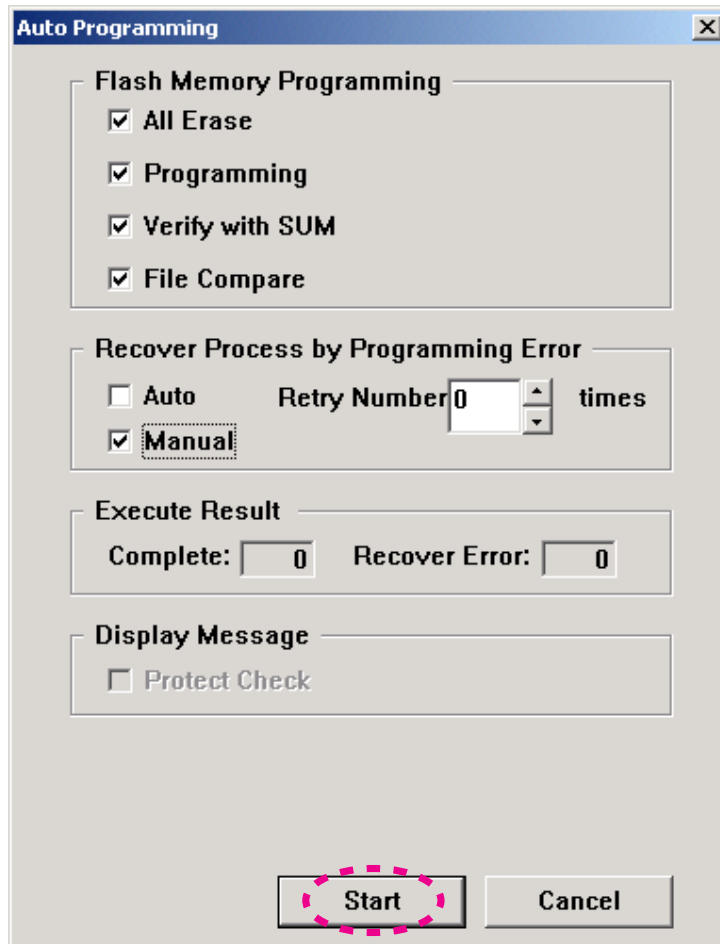 Auto Programming
Flash Memory Programming
All Erase
Programming
Verify with SUM
File Compare
Recover Process by Programming Error
Auto Retry Number 0 times
Manual
Execute Result
Complete: 0 Recover Error: 0
Display Message
Protect Check
Start Cancel